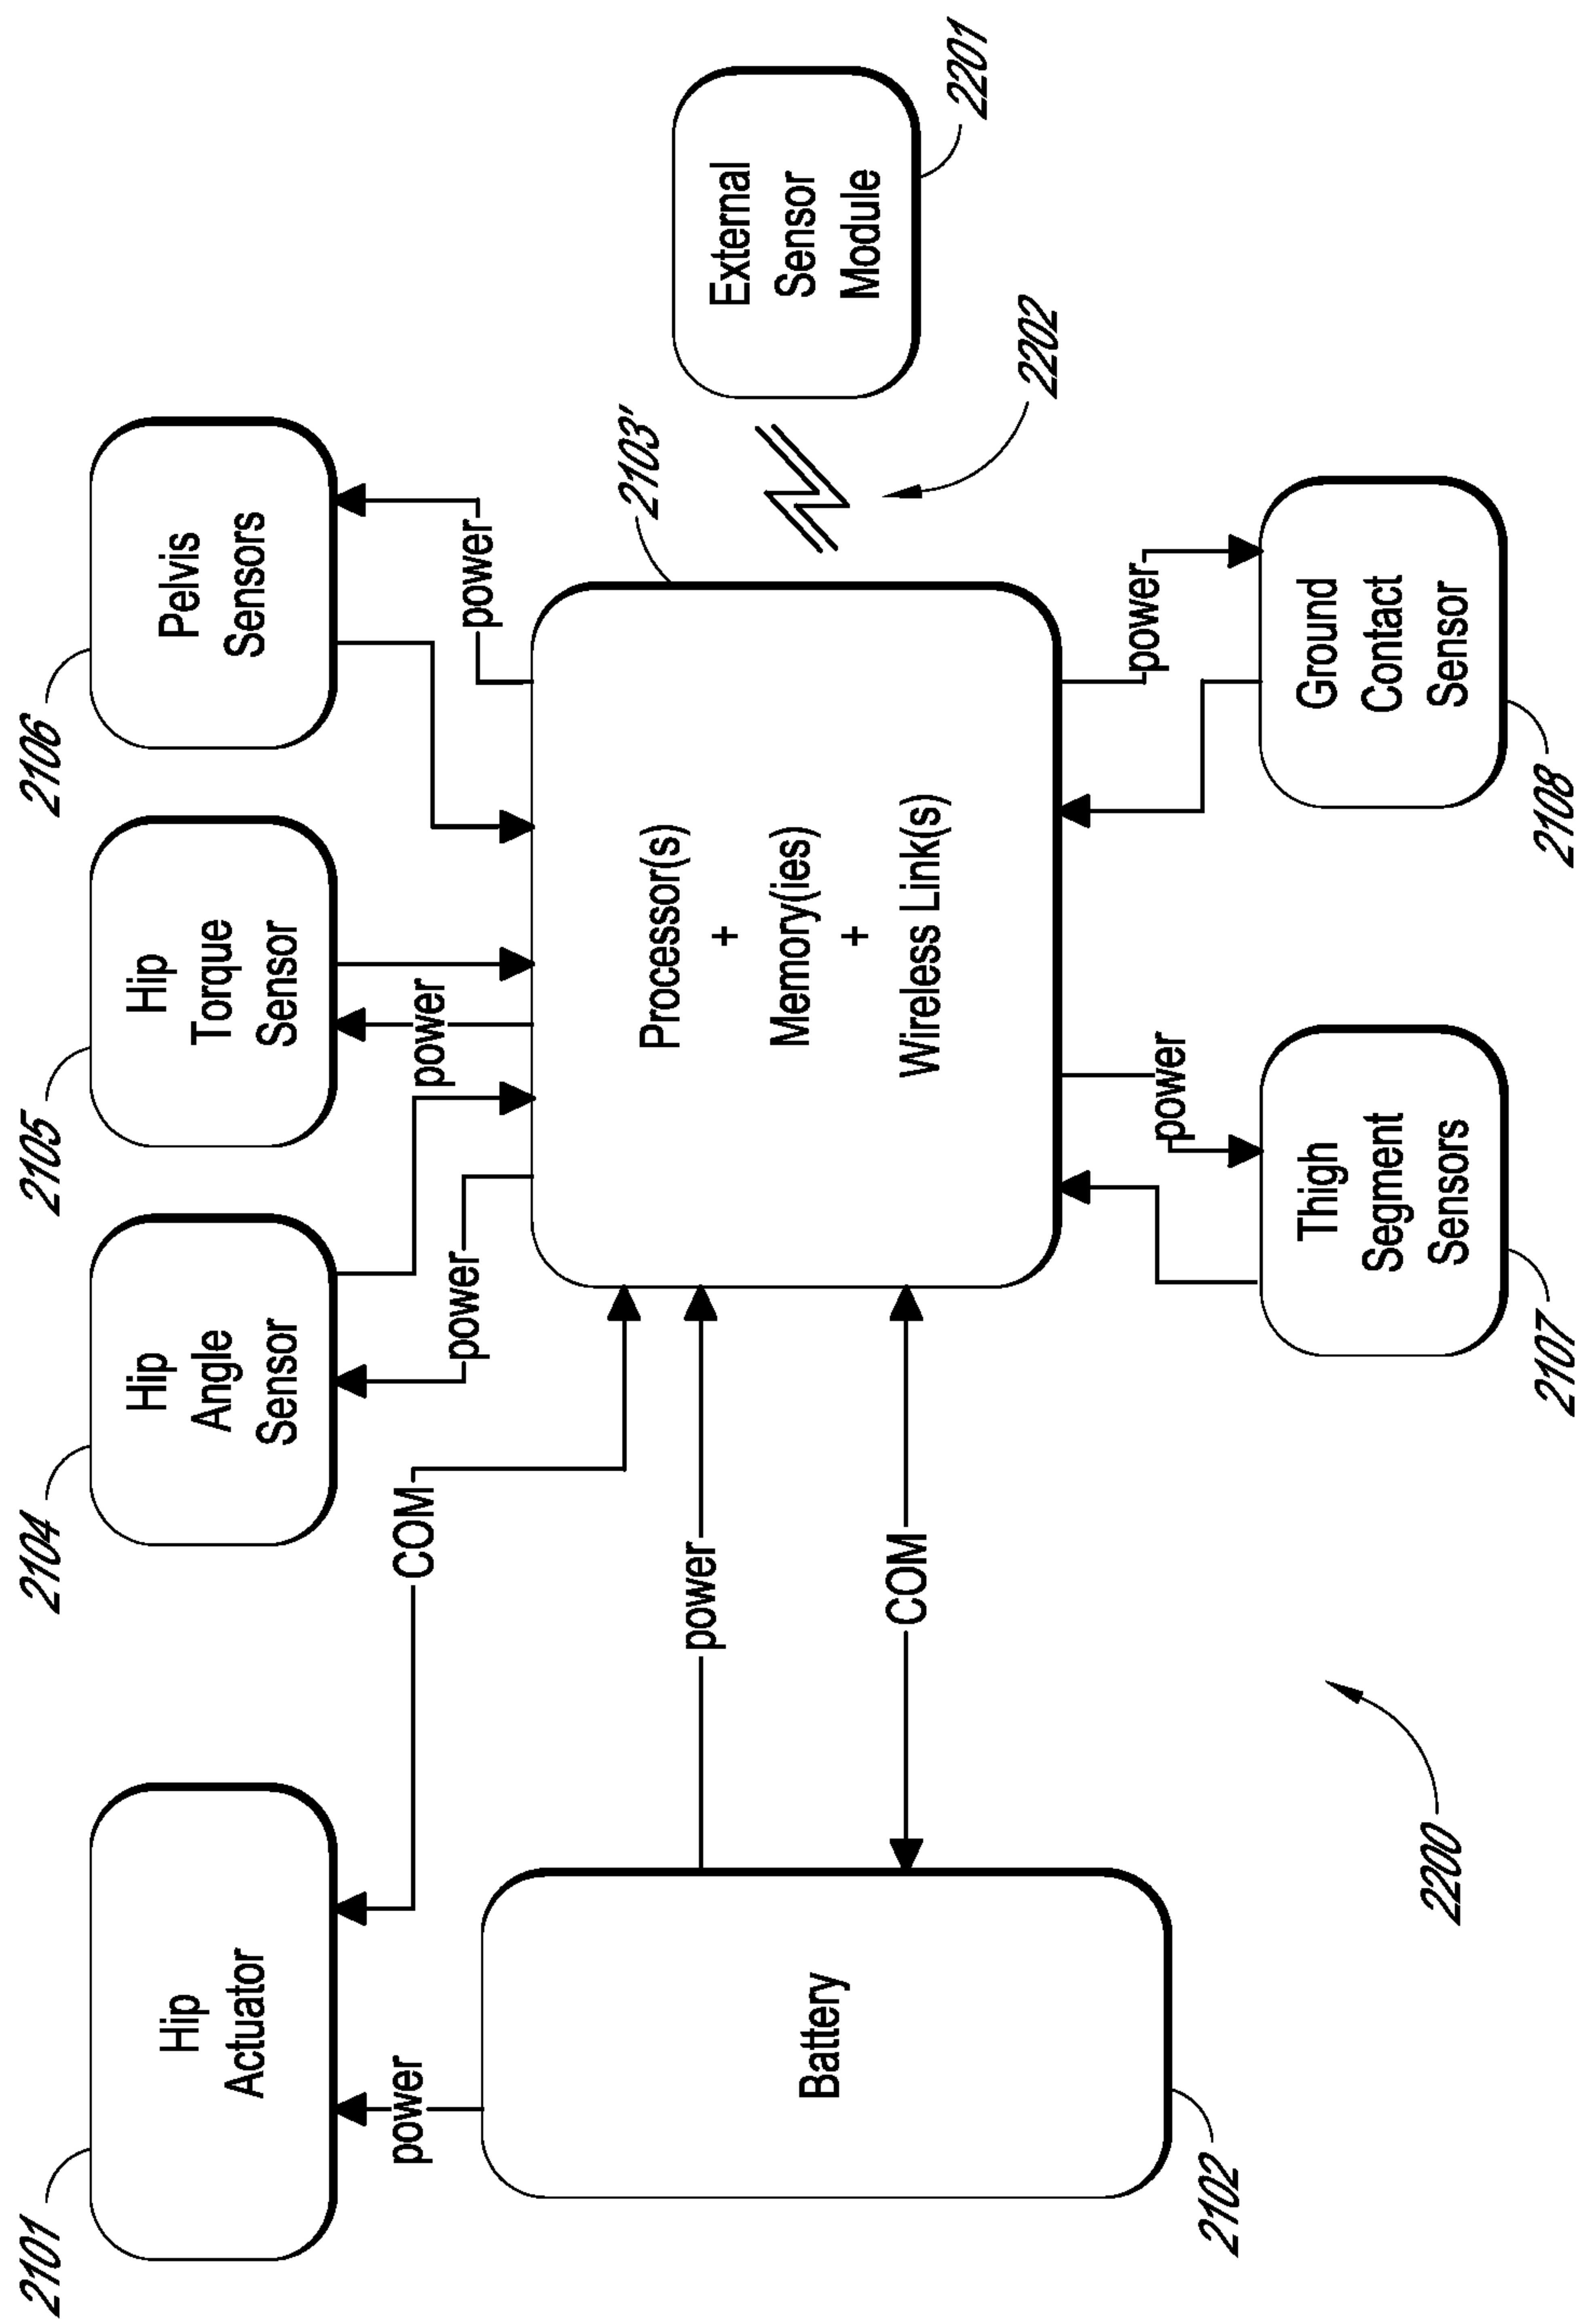 2101
Hip
Actuator
2104
Hip
Angle
Sensor
2105
Hip
Torque
Sensor
2106
Pelvis
Sensors
power
COM
power
power
power
Battery
2102
power
COM
Processor(s)
+
Memory(ies)
+
Wireless Link(s)
2103'
External
Sensor
Module
2201
2202
power
power
Thigh
Segment
Sensors
2107
Ground
Contact
Sensor
2108
2200